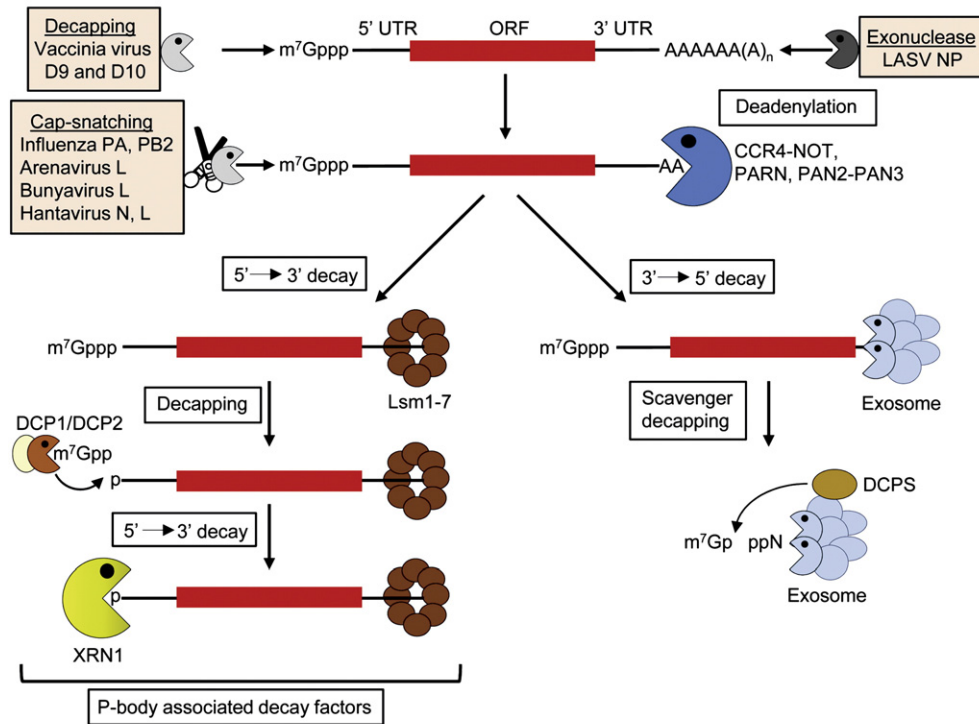 Decapping
Vaccinia virus
D9 and D10
m⁷Gppp
5’ UTR
ORF
3’ UTR
AAAAAA(A)ₙ
Exonuclease
LASV NP
Cap-snatching
Influenza PA, PB2
Arenavirus L
Bunyavirus L
Hantavirus N, L
m⁷Gppp
AA
Deadenylation
CCR4-NOT,
PARN, PAN2-PAN3
5’ → 3’ decay
3’ → 5’ decay
m⁷Gppp
Lsm1-7
m⁷Gppp
Exosome
Decapping
Scavenger
decapping
DCP1/DCP2
m⁷Gpp
p
DCPS
m⁷Gp
ppN
Exosome
5’ → 3’ decay
p
XRN1
P-body associated decay factors